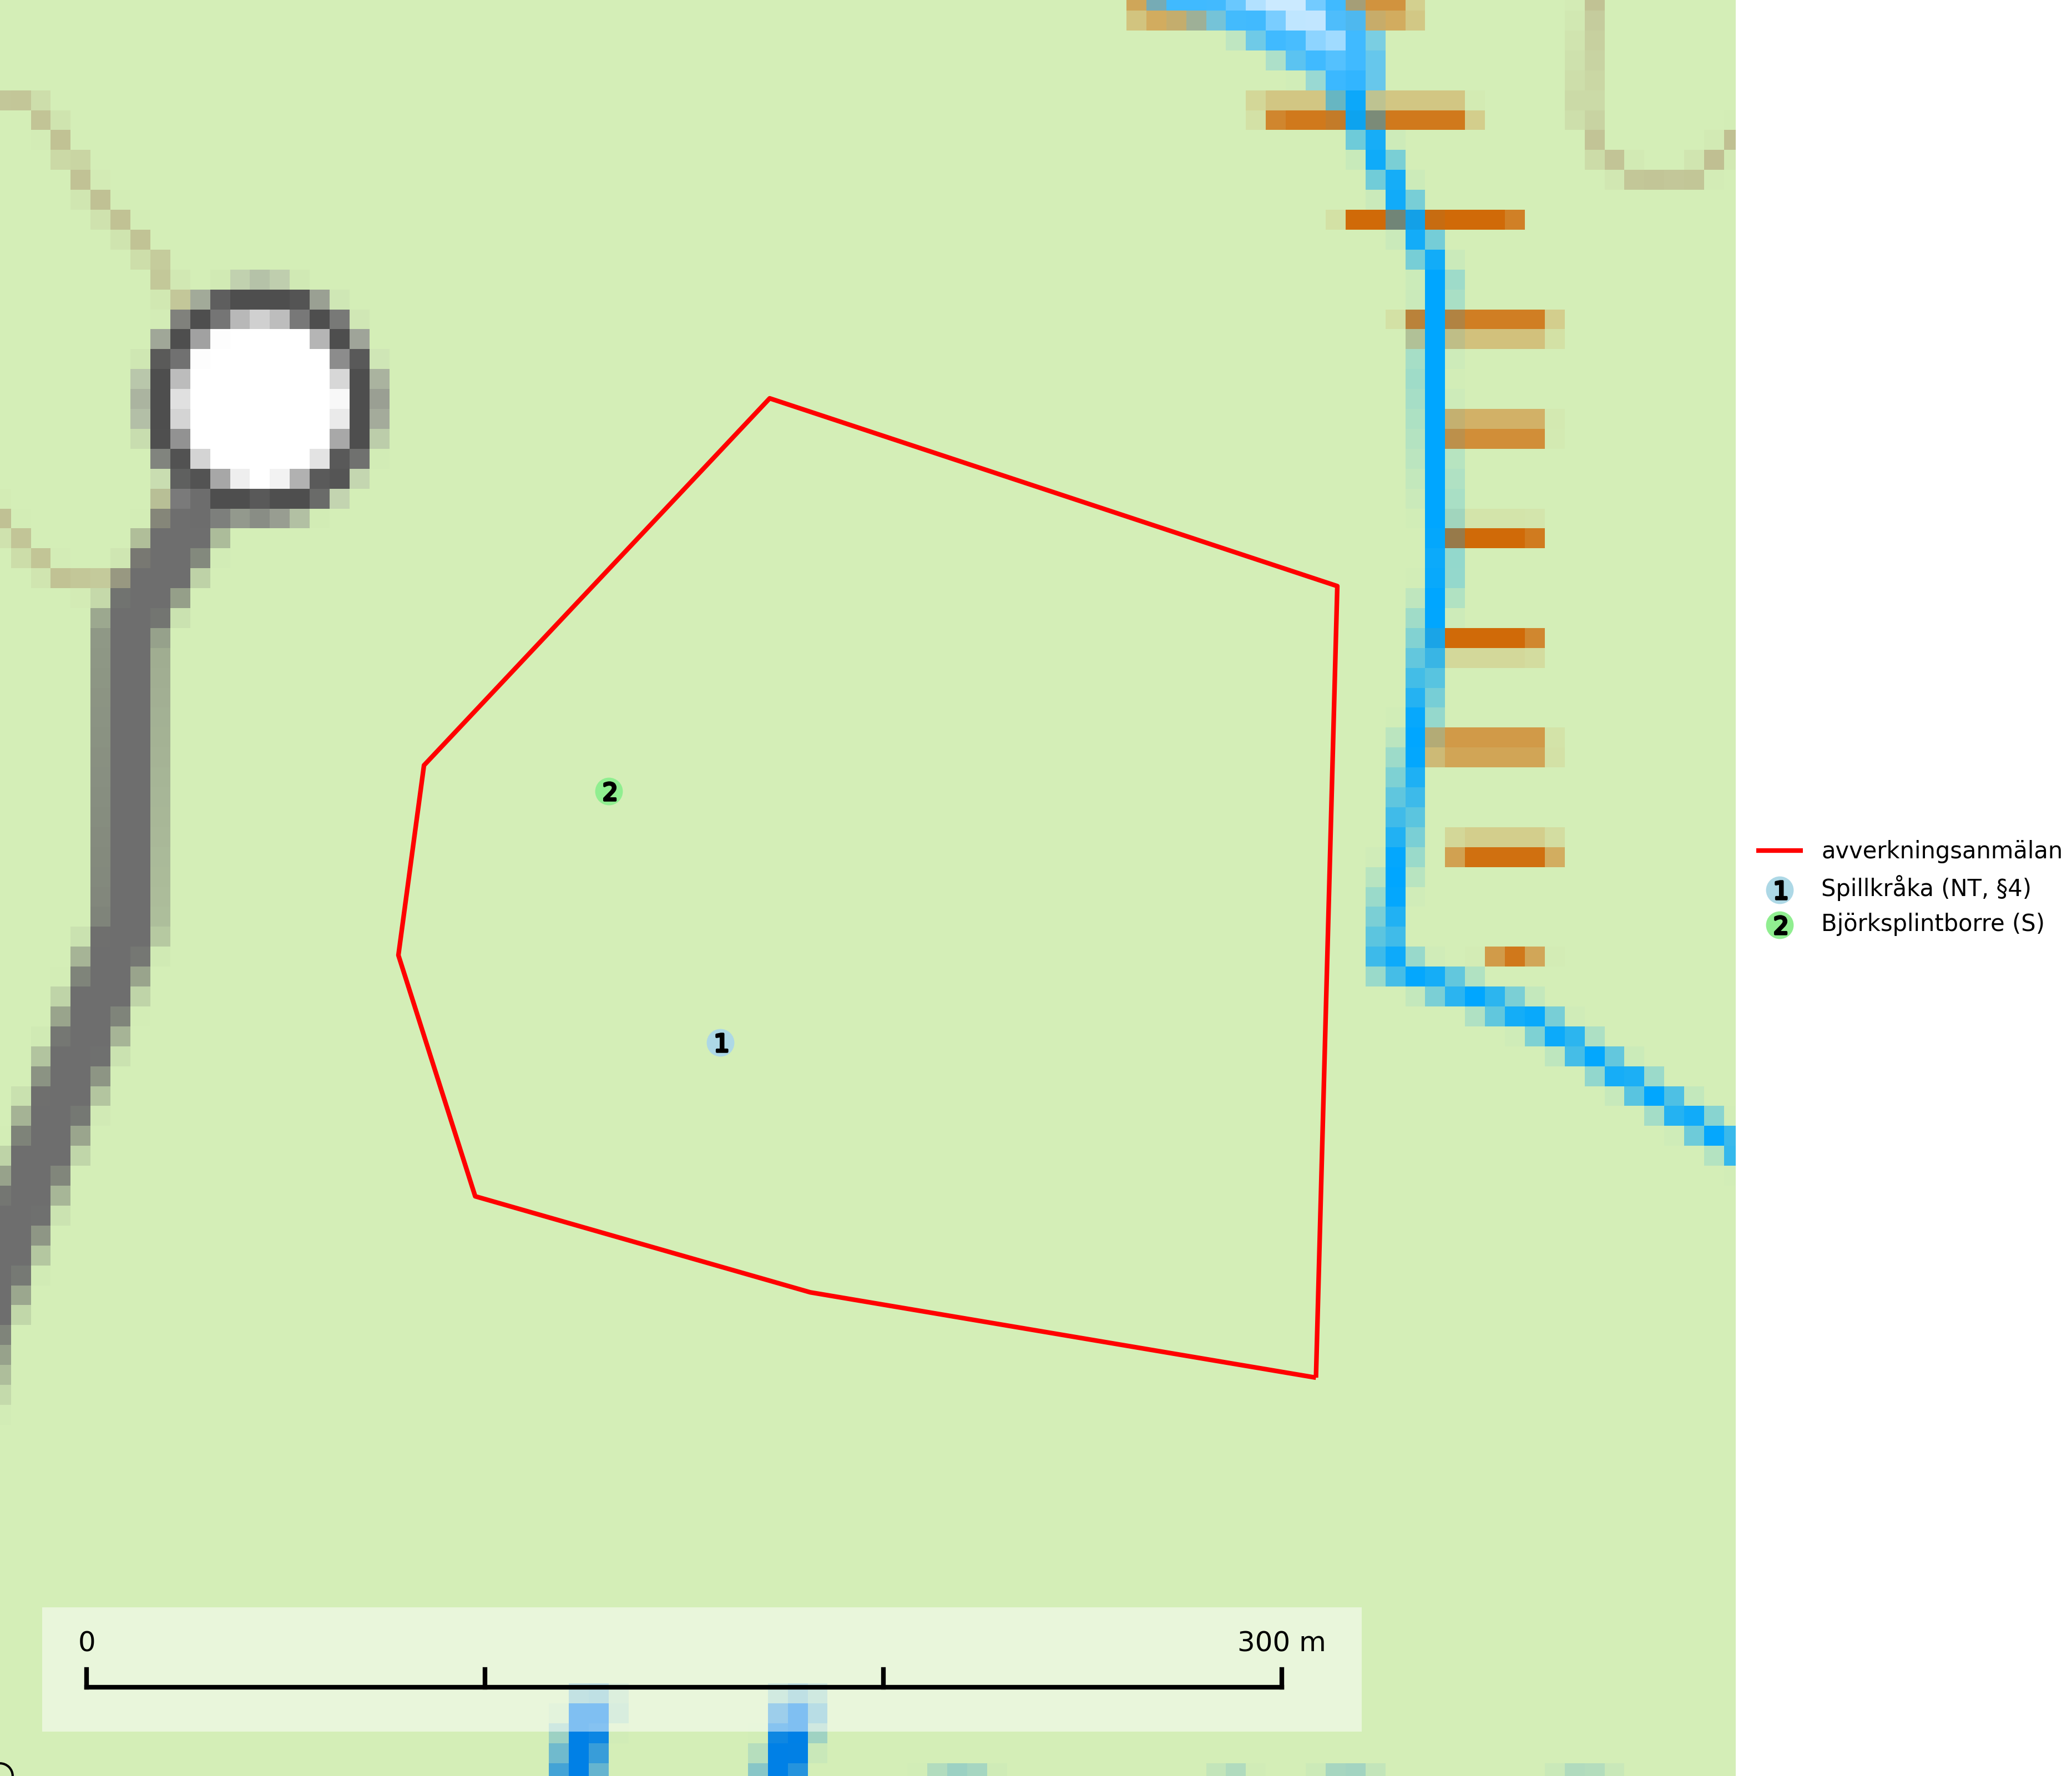 2
1
avverkningsanmälan
1 Spillkråka (NT, §4)
2 Björksplintborre (S)
0 300 m